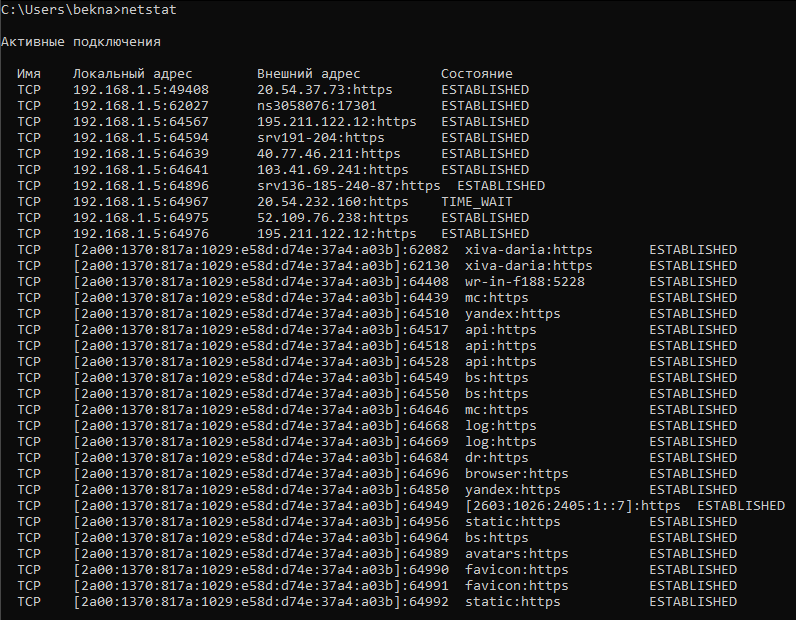 C:\Users\bekna>netstat
Активные подключения
Имя Локальный адрес Внешний адрес Состояние
TCP 192.168.1.5:49408 20.54.37.73:https ESTABLISHED
TCP 192.168.1.5:62027 ns3058076:17301 ESTABLISHED
TCP 192.168.1.5:64567 195.211.122.12:https ESTABLISHED
TCP 192.168.1.5:64594 srv191-204:https ESTABLISHED
TCP 192.168.1.5:64639 40.77.46.211:https ESTABLISHED
TCP 192.168.1.5:64641 103.41.69.241:https ESTABLISHED
TCP 192.168.1.5:64896 srv136-185-240-87:https ESTABLISHED
TCP 192.168.1.5:64967 20.54.232.160:https TIME_WAIT
TCP 192.168.1.5:64975 52.109.76.238:https ESTABLISHED
TCP 192.168.1.5:64976 195.211.122.12:https ESTABLISHED
TCP [2a00:1370:817a:1029:e58d:d74e:37a4:a03b]:62082 xiva-daria:https ESTABLISHED
TCP [2a00:1370:817a:1029:e58d:d74e:37a4:a03b]:62130 xiva-daria:https ESTABLISHED
TCP [2a00:1370:817a:1029:e58d:d74e:37a4:a03b]:64408 wr-in-f188:5228 ESTABLISHED
TCP [2a00:1370:817a:1029:e58d:d74e:37a4:a03b]:64439 mc:https ESTABLISHED
TCP [2a00:1370:817a:1029:e58d:d74e:37a4:a03b]:64510 yandex:https ESTABLISHED
TCP [2a00:1370:817a:1029:e58d:d74e:37a4:a03b]:64517 api:https ESTABLISHED
TCP [2a00:1370:817a:1029:e58d:d74e:37a4:a03b]:64518 api:https ESTABLISHED
TCP [2a00:1370:817a:1029:e58d:d74e:37a4:a03b]:64528 api:https ESTABLISHED
TCP [2a00:1370:817a:1029:e58d:d74e:37a4:a03b]:64549 bs:https ESTABLISHED
TCP [2a00:1370:817a:1029:e58d:d74e:37a4:a03b]:64550 bs:https ESTABLISHED
TCP [2a00:1370:817a:1029:e58d:d74e:37a4:a03b]:64646 mc:https ESTABLISHED
TCP [2a00:1370:817a:1029:e58d:d74e:37a4:a03b]:64668 log:https ESTABLISHED
TCP [2a00:1370:817a:1029:e58d:d74e:37a4:a03b]:64669 log:https ESTABLISHED
TCP [2a00:1370:817a:1029:e58d:d74e:37a4:a03b]:64684 dr:https ESTABLISHED
TCP [2a00:1370:817a:1029:e58d:d74e:37a4:a03b]:64696 browser:https ESTABLISHED
TCP [2a00:1370:817a:1029:e58d:d74e:37a4:a03b]:64850 yandex:https ESTABLISHED
TCP [2a00:1370:817a:1029:e58d:d74e:37a4:a03b]:64949 [2603:1026:2405:1::7]:https ESTABLISHED
TCP [2a00:1370:817a:1029:e58d:d74e:37a4:a03b]:64956 static:https ESTABLISHED
TCP [2a00:1370:817a:1029:e58d:d74e:37a4:a03b]:64964 bs:https ESTABLISHED
TCP [2a00:1370:817a:1029:e58d:d74e:37a4:a03b]:64989 avatars:https ESTABLISHED
TCP [2a00:1370:817a:1029:e58d:d74e:37a4:a03b]:64990 favicon:https ESTABLISHED
TCP [2a00:1370:817a:1029:e58d:d74e:37a4:a03b]:64991 favicon:https ESTABLISHED
TCP [2a00:1370:817a:1029:e58d:d74e:37a4:a03b]:64992 static:https ESTABLISHED